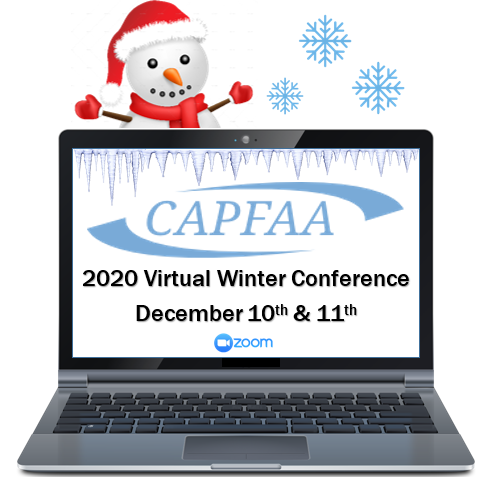 CAPFAA
2020 Virtual Winter Conference
December 10th & 11th
zoom